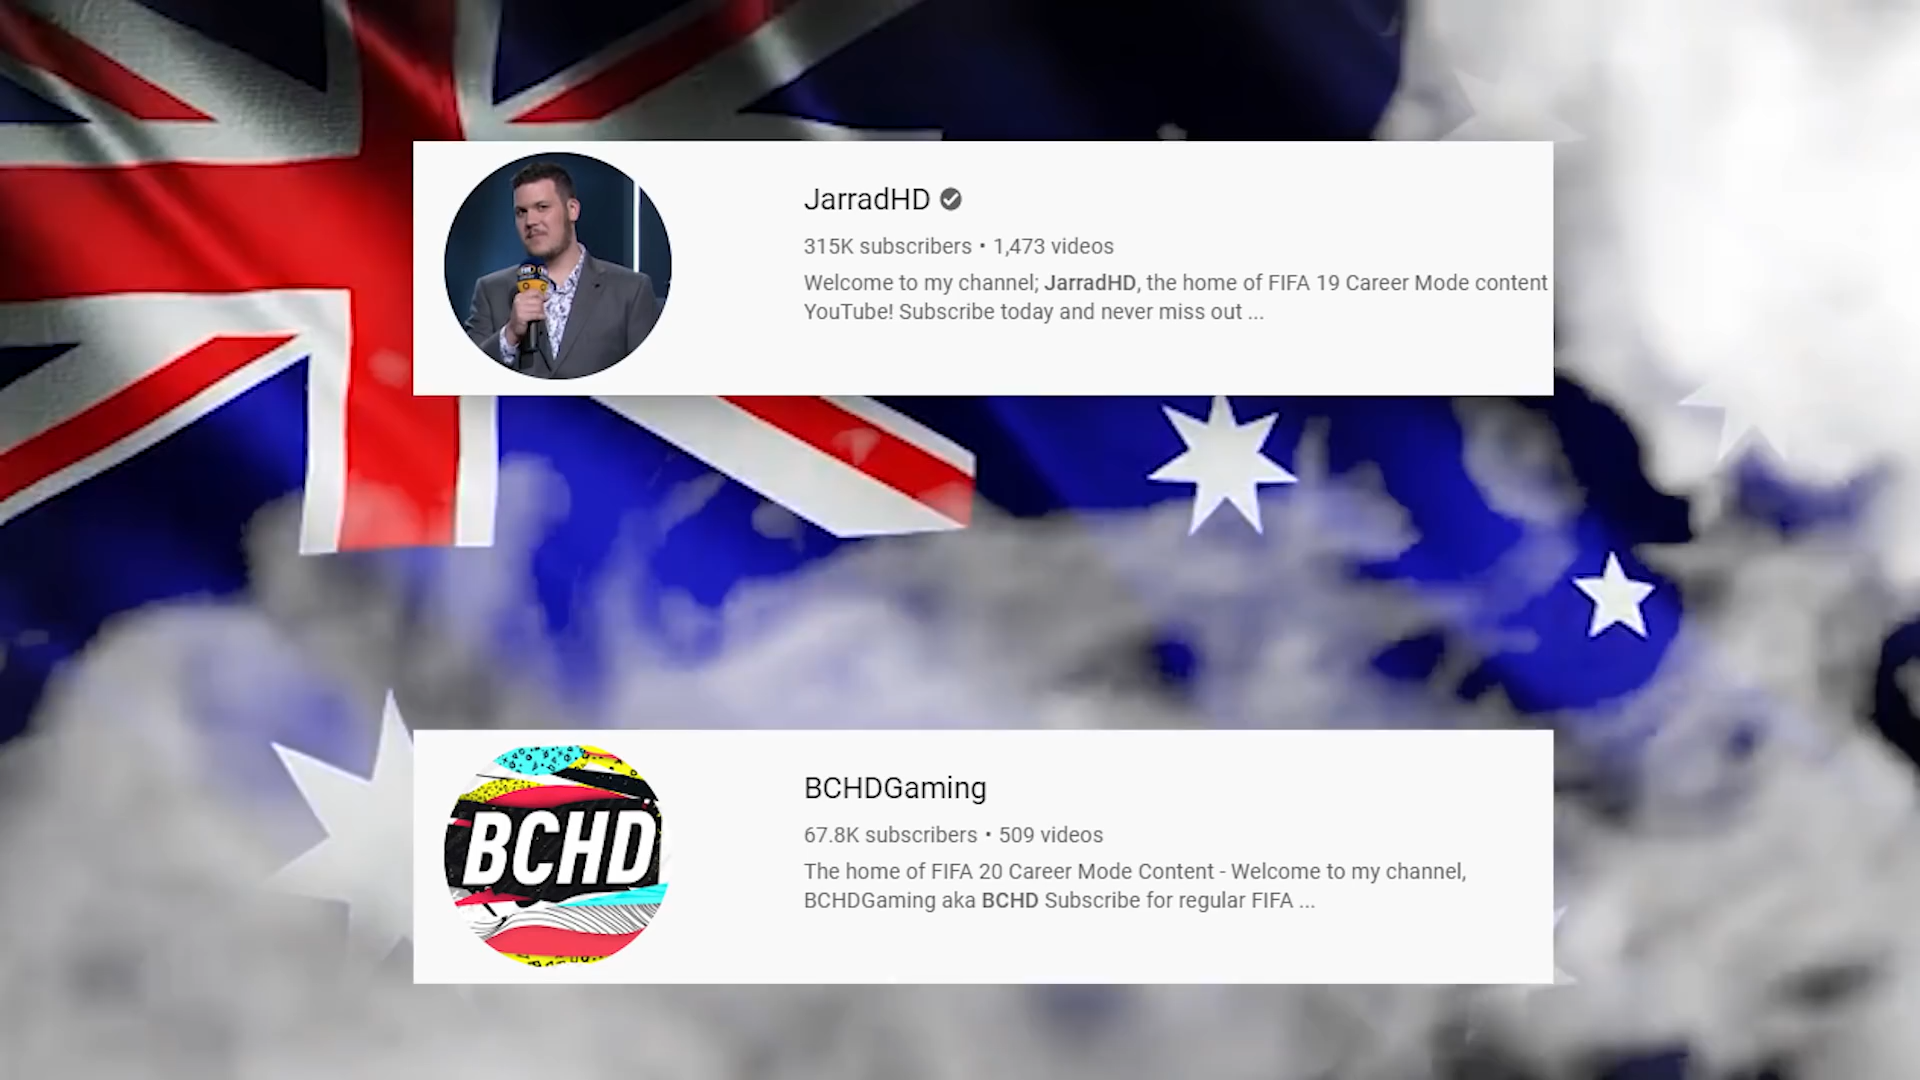 JarradHD
315K subscribers • 1,473 videos
Welcome to my channel; JarradHD, the home of FIFA 19 Career Mode content
YouTube! Subscribe today and never miss out ...
BCHD
BCHDGaming
67.8K subscribers • 509 videos
The home of FIFA 20 Career Mode Content - Welcome to my channel,
BCHDGaming aka BCHD Subscribe for regular FIFA ...